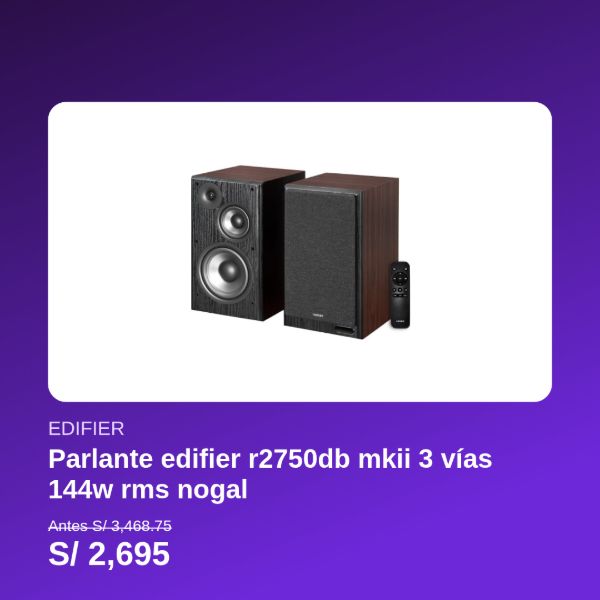 EDIFIER
Parlante edifier r2750db mkii 3 vías
144w rms nogal
Antes S/ 3,468.75
S/ 2,695